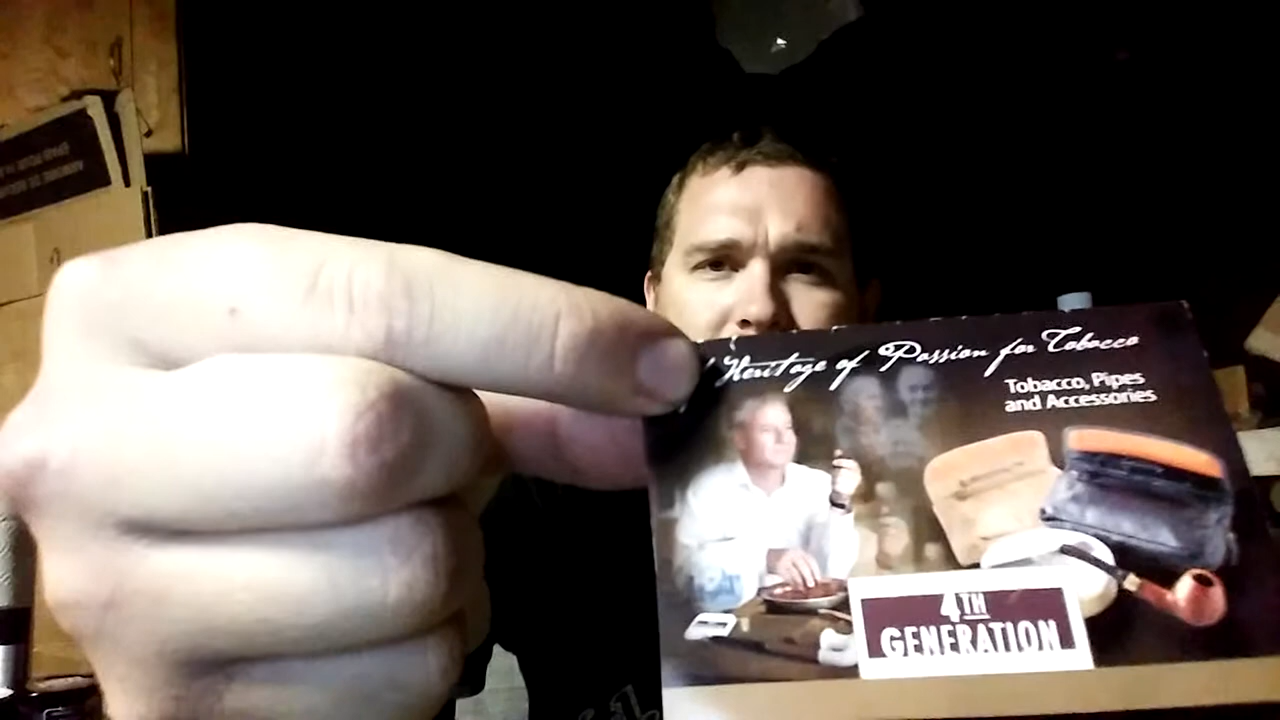 Heritage of Passion for Tobacco
Tobacco, Pipes
and Accessories
4TH
GENERATION